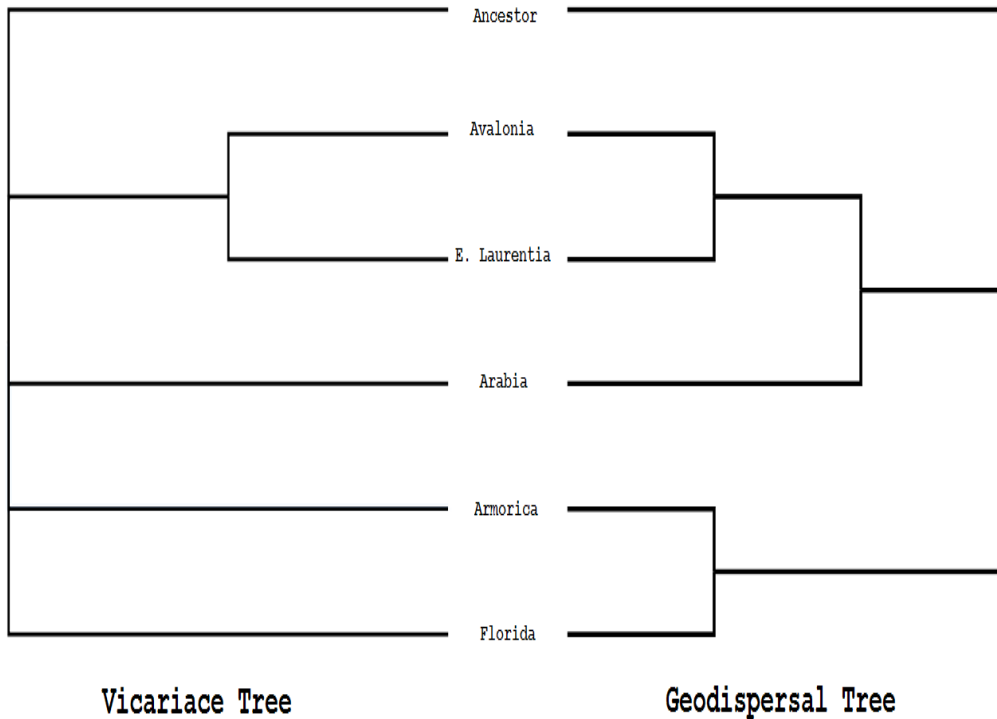 Ancestor
Avalonia
E. Laurentia
Arabia
Armorica
Florida
Vicariace Tree
Geodispersal Tree